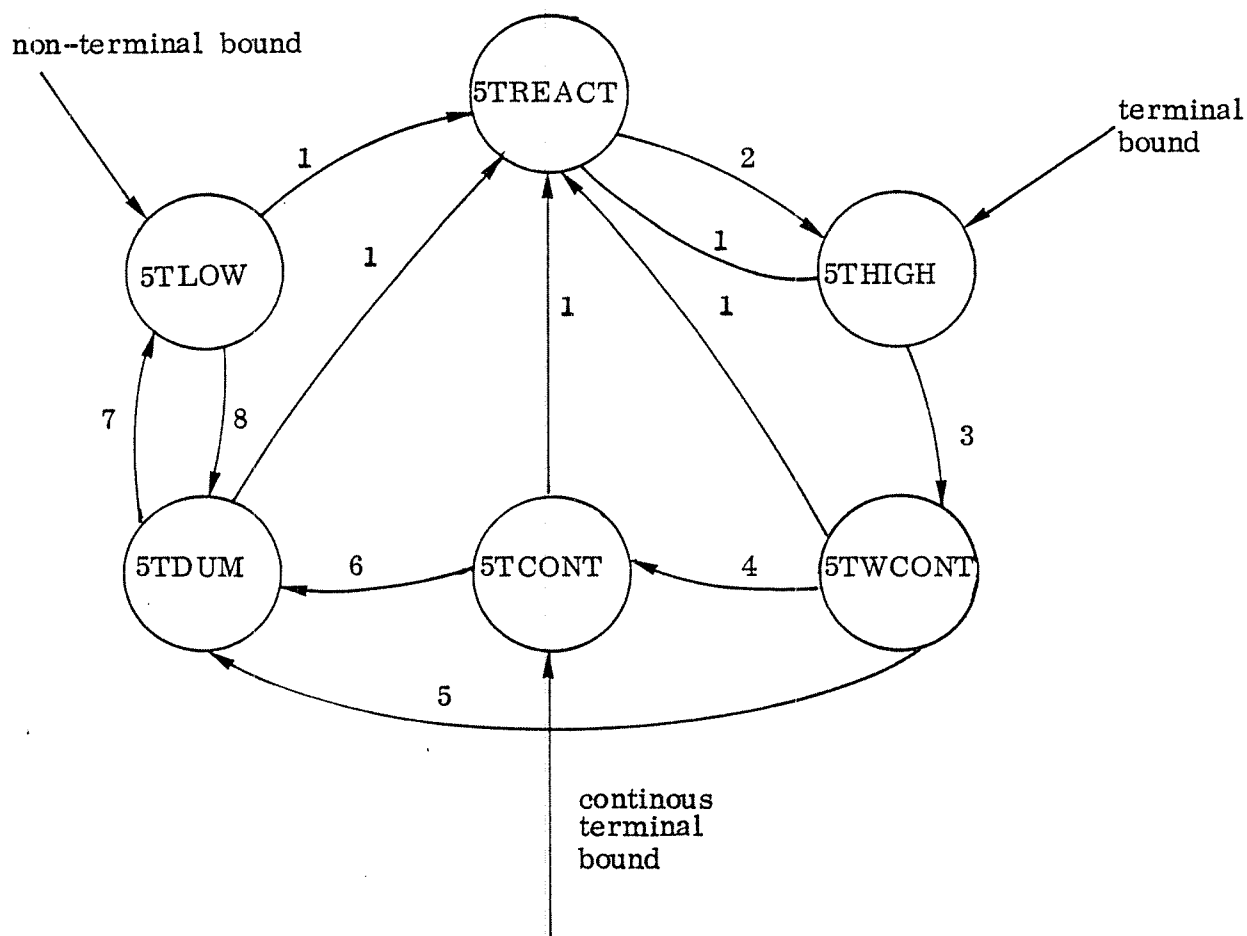 non-terminal bound
5TREACT
terminal
bound
1
2
1
1
5TLOW
5THIGH
1
1
7
8
3
5TDUM
6
5TCONT
4
5TWCONT
5
continous
terminal
bound